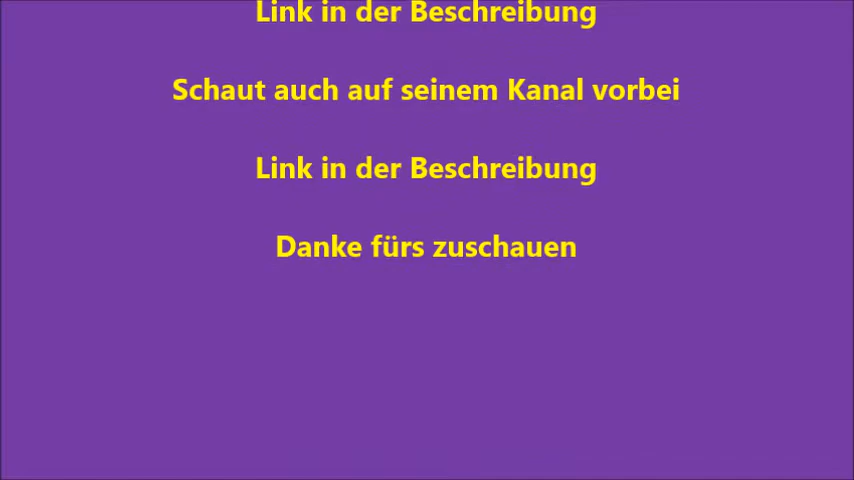 Link in der Beschreibung
Schaut auch auf seinem Kanal vorbei
Link in der Beschreibung
Danke fürs zuschauen